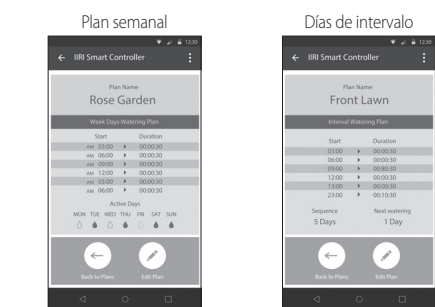 Plan semanal
12:30
IIRI Smart Controller
Plan Name
Rose Garden
Week Days Watering Plan
Start Duration
AM 03:00 00:00:30
AM 06:00 00:00:30
AM 09:00 00:00:30
AM 12:00 00:00:30
AM 03:00 00:00:30
AM 06:00 00:00:30
Active Days
MON TUE WED THU FRI SAT SUN
Back to Plans Edit Plan
Días de intervalo
12:30
IIRI Smart Controller
Plan Name
Front Lawn
Interval Watering Plan
Start Duration
03:00 00:00:30
06:00 00:00:30
09:00 00:80:30
12:00 00:00:30
13:00 00:00:30
23:00 00:10:30
Sequence Next watering
5 Days 1 Day
Back to Plans Edit Plan